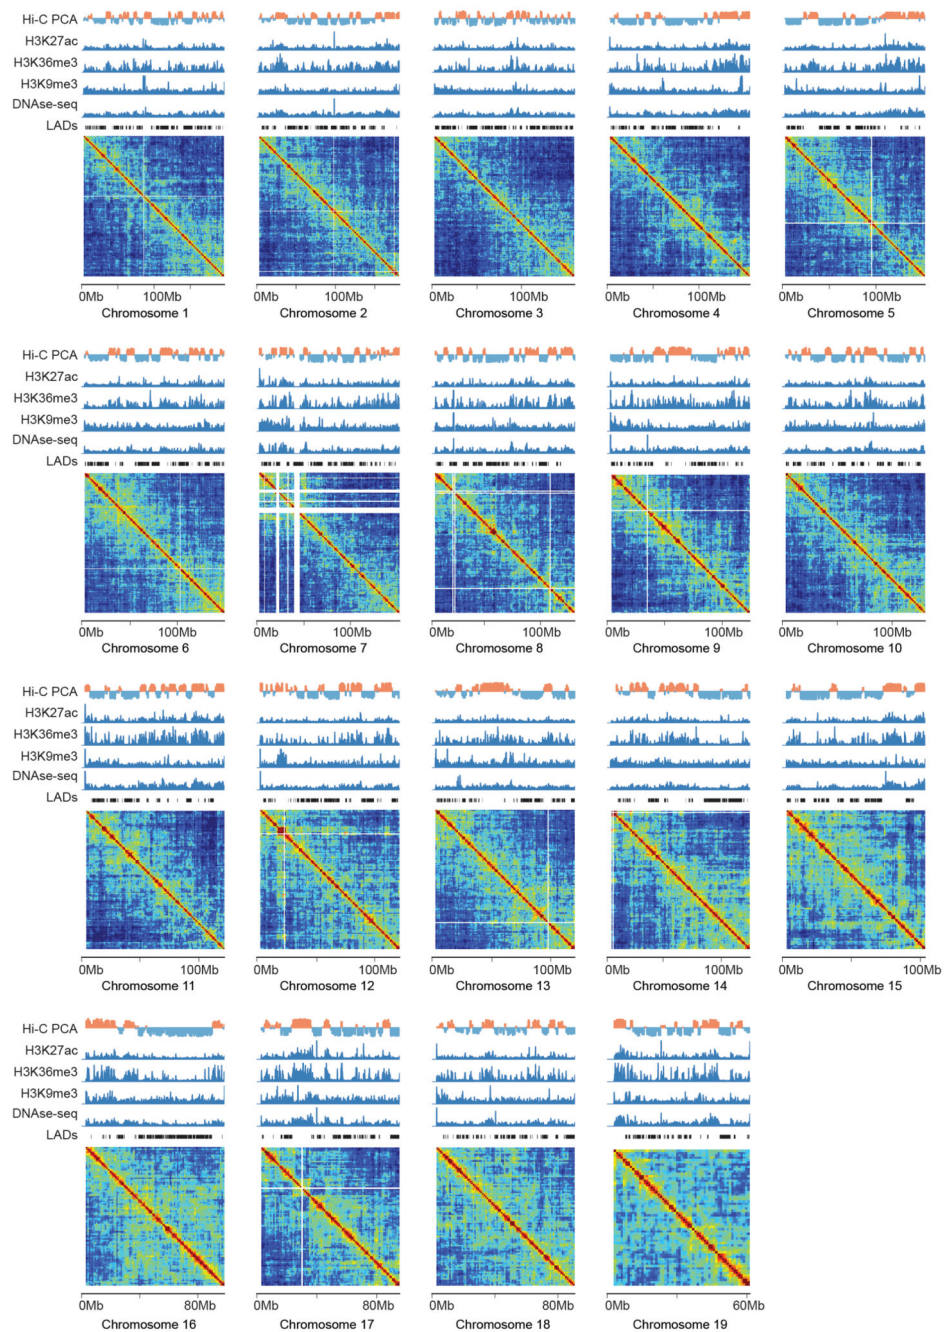 Hi-C PCA
H3K27ac
H3K36me3
H3K9me3
DNAse-seq
LADs
0Mb 100Mb 0Mb 100Mb 0Mb 100Mb 0Mb 100Mb 0Mb 100Mb
Chromosome 1 Chromosome 2 Chromosome 3 Chromosome 4 Chromosome 5
Hi-C PCA
H3K27ac
H3K36me3
H3K9me3
DNAse-seq
LADs
0Mb 100Mb 0Mb 100Mb 0Mb 100Mb 0Mb 100Mb 0Mb 100Mb
Chromosome 6 Chromosome 7 Chromosome 8 Chromosome 9 Chromosome 10
Hi-C PCA
H3K27ac
H3K36me3
H3K9me3
DNAse-seq
LADs
0Mb 100Mb 0Mb 100Mb 0Mb 100Mb 0Mb 100Mb 0Mb 100Mb
Chromosome 11 Chromosome 12 Chromosome 13 Chromosome 14 Chromosome 15
Hi-C PCA
H3K27ac
H3K36me3
H3K9me3
DNAse-seq
LADs
0Mb 80Mb 0Mb 80Mb 0Mb 80Mb 0Mb 60Mb
Chromosome 16 Chromosome 17 Chromosome 18 Chromosome 19